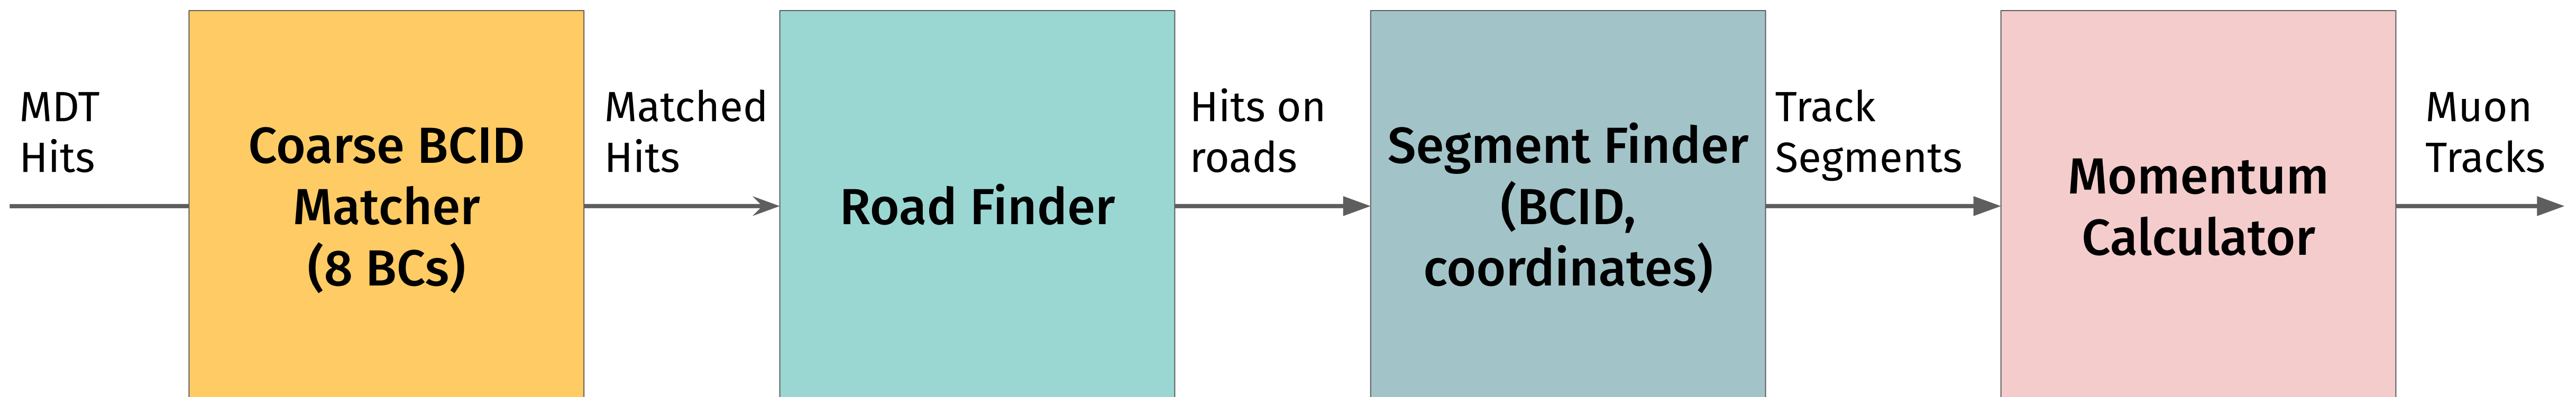 MDT
Hits
Coarse BCID
Matcher
(8 BCs)
Matched
Hits
Road Finder
Hits on
roads
Segment Finder
(BCID,
coordinates)
Track
Segments
Momentum
Calculator
Muon
Tracks